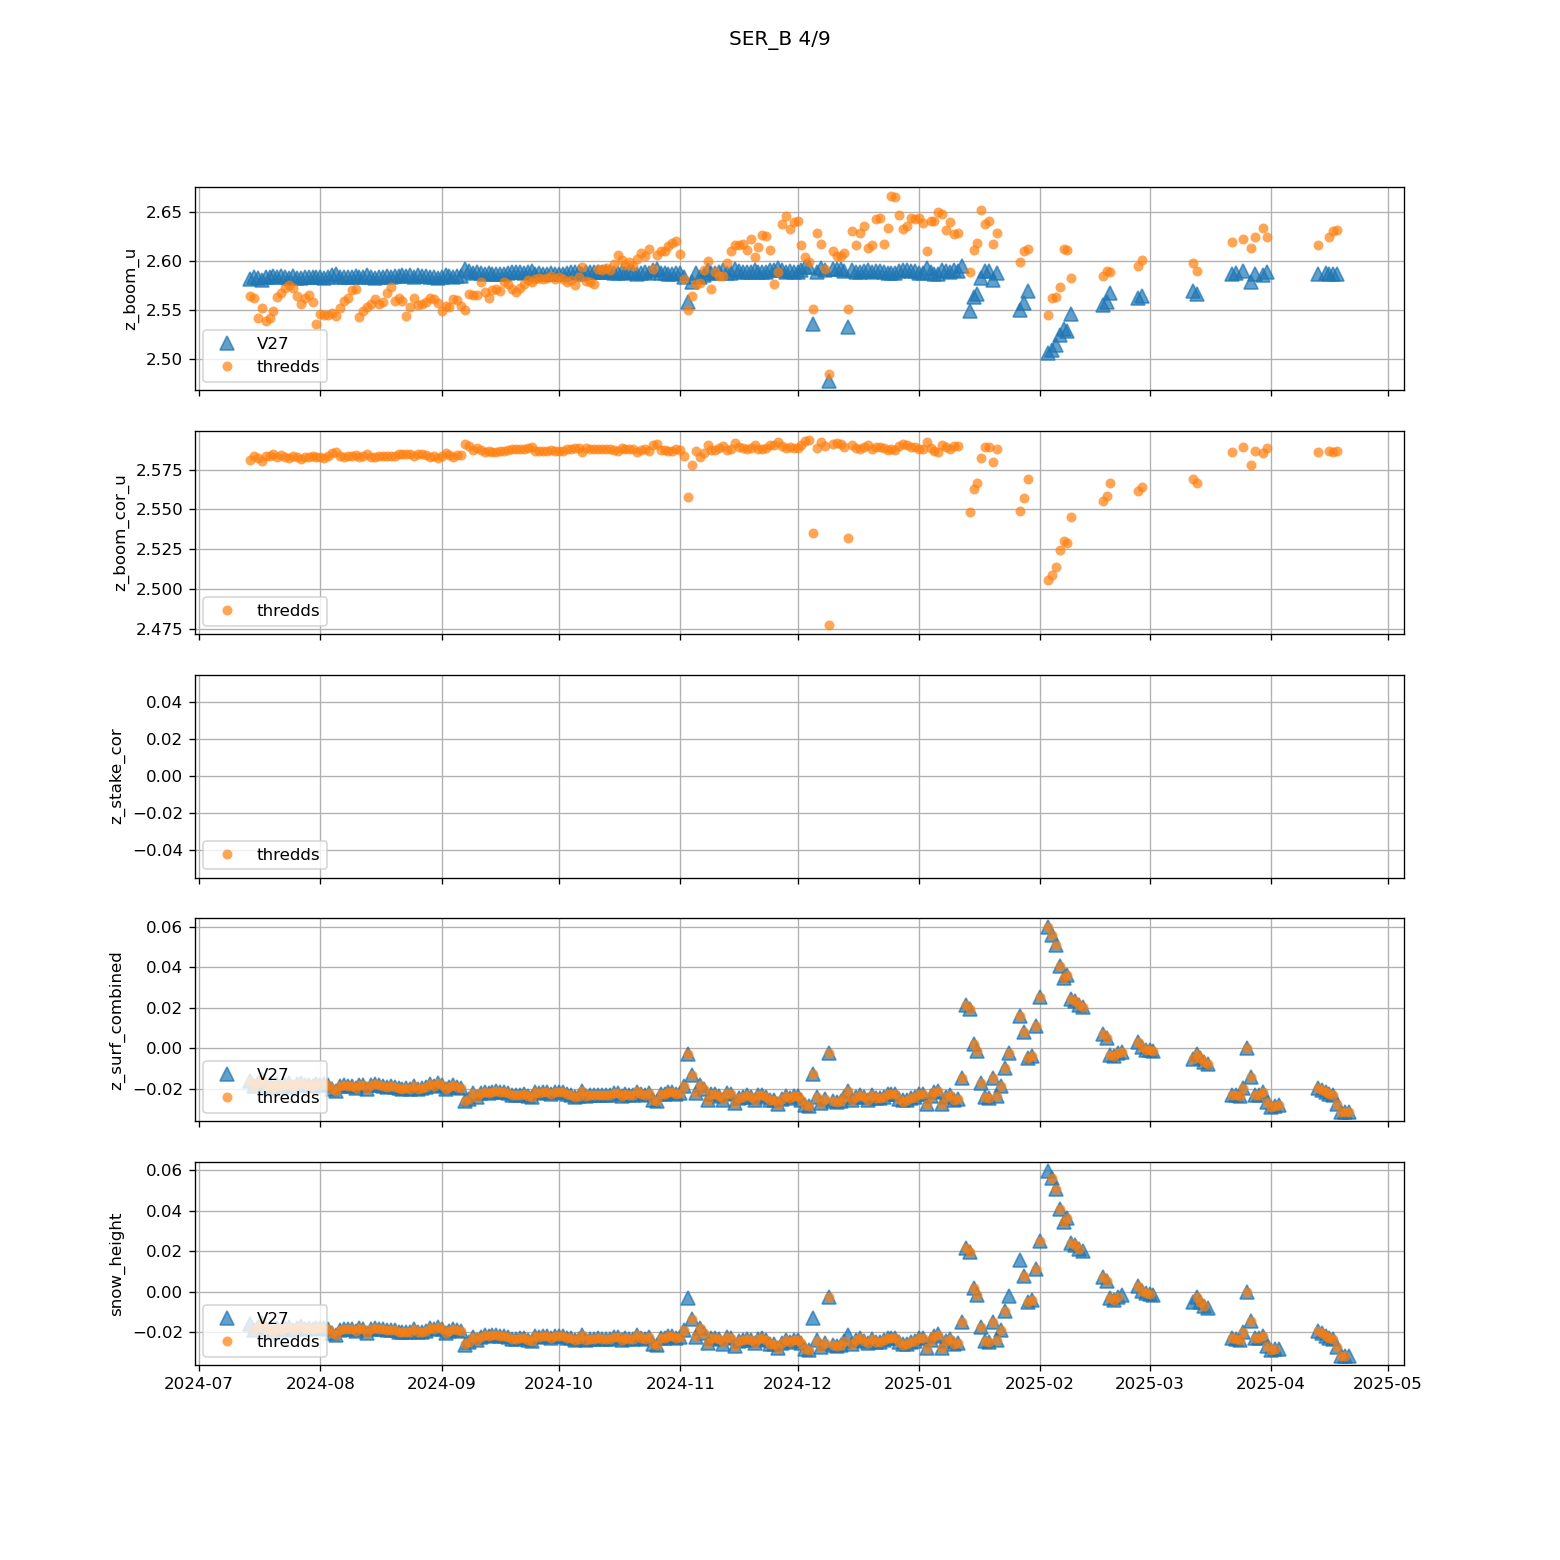 SER_B 4/9
z_boom_u
2.65
2.60
2.55
2.50
V27
thredds
z_boom_cor_u
2.575
2.550
2.525
2.500
2.475
thredds
z_stake_cor
0.04
0.02
0.00
−0.02
−0.04
thredds
z_surf_combined
0.06
0.04
0.02
0.00
−0.02
V27
thredds
snow_height
0.06
0.04
0.02
0.00
−0.02
V27
thredds
2024-07 2024-08 2024-09 2024-10 2024-11 2024-12 2025-01 2025-02 2025-03 2025-04 2025-05